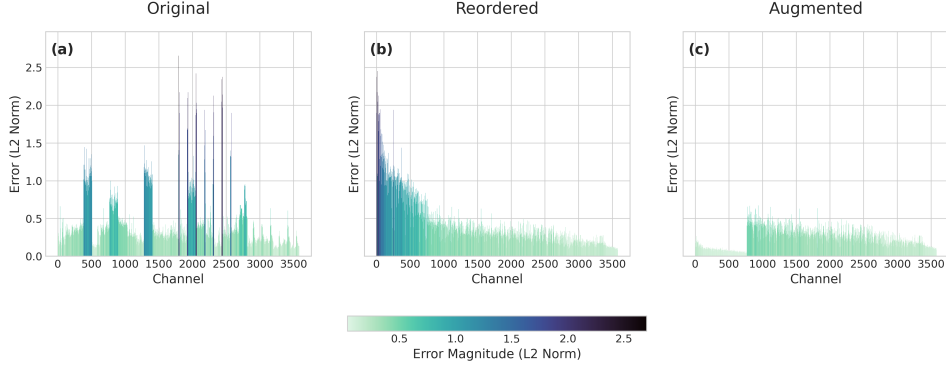 Original
Reordered
Augmented
(a)
(b)
(c)
Error (L2 Norm)
2.5
2.0
1.5
1.0
0.5
0.0
0 500 1000 1500 2000 2500 3000 3500
Channel
Error (L2 Norm)
0 500 1000 1500 2000 2500 3000 3500
Channel
Error (L2 Norm)
0 500 1000 1500 2000 2500 3000 3500
Channel
0.5 1.0 1.5 2.0 2.5
Error Magnitude (L2 Norm)